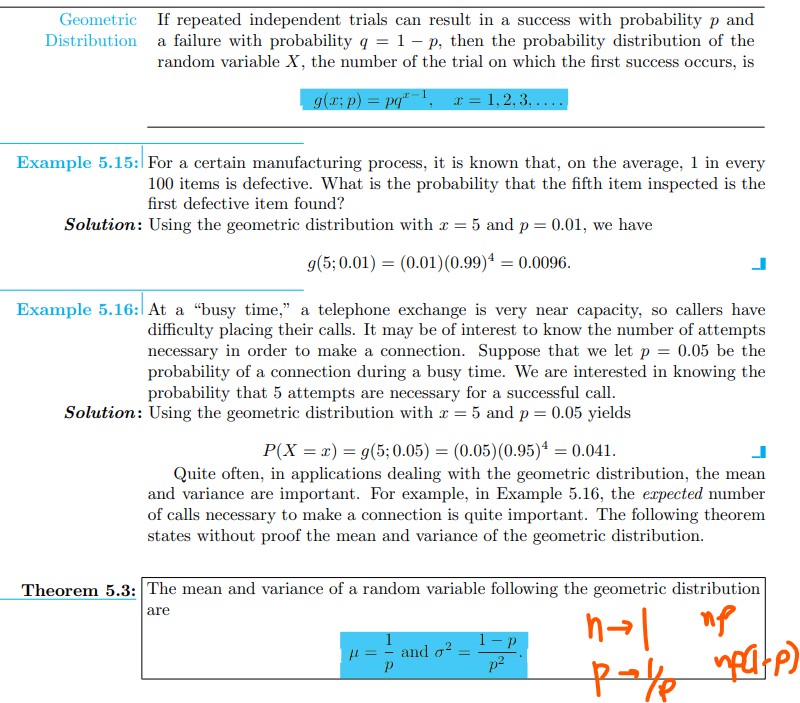 Geometric Distribution
If repeated independent trials can result in a success with probability p and
a failure with probability q = 1 − p, then the probability distribution of the
random variable X, the number of the trial on which the first success occurs, is
g(x; p) = pq^{x−1}, x = 1, 2, 3, . . . .
Example 5.15: For a certain manufacturing process, it is known that, on the average, 1 in every
100 items is defective. What is the probability that the fifth item inspected is the
first defective item found?
Solution: Using the geometric distribution with x = 5 and p = 0.01, we have
g(5; 0.01) = (0.01)(0.99)^4 = 0.0096.
Example 5.16: At a “busy time,” a telephone exchange is very near capacity, so callers have
difficulty placing their calls. It may be of interest to know the number of attempts
necessary in order to make a connection. Suppose that we let p = 0.05 be the
probability of a connection during a busy time. We are interested in knowing the
probability that 5 attempts are necessary for a successful call.
Solution: Using the geometric distribution with x = 5 and p = 0.05 yields
P(X = x) = g(5; 0.05) = (0.05)(0.95)^4 = 0.041.
Quite often, in applications dealing with the geometric distribution, the mean
and variance are important. For example, in Example 5.16, the expected number
of calls necessary to make a connection is quite important. The following theorem
states without proof the mean and variance of the geometric distribution.
Theorem 5.3: The mean and variance of a random variable following the geometric distribution
are
μ = 1/p and σ² = (1 − p)/p².
n→1 np
p→1/p np(1-p)